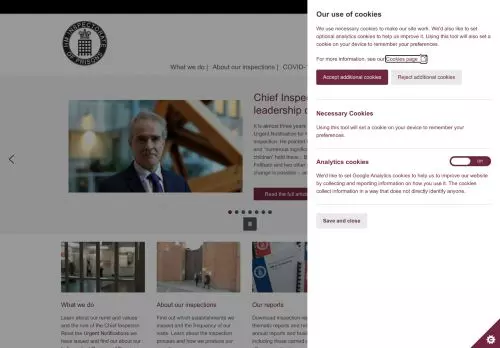 HM INSPECTORATE OF PRISONS
What we do | About our inspections | COVID-1
Chief Inspec
leadership o
It is almost three years
Urgent Notification for
inspection. He pointed
and "numerous significant
children" held there.
Feltham and two other
change is possible – an
Read the full article
What we do
Learn about our remit and values
and the role of the Chief Inspector.
Read the Urgent Notifications we
have issued and find out about our
About our inspections
Find out which establishments we
inspect and the frequency of our
visits. Learn about the inspection
process and how we produce our
Our reports
Download inspection rep
thematic reports and res
annual reports and busin
including those carried o
Our use of cookies
We use necessary cookies to make our site work. We'd also like to set
optional analytics cookies to help us improve it. Using this tool will also set a
cookie on your device to remember your preferences.
For more information, see our Cookies page
Accept additional cookies
Reject additional cookies
Necessary Cookies
Using this tool will set a cookie on your device to remember your
preferences.
Analytics cookies
On
We'd like to set Google Analytics cookies to help us to improve our website
by collecting and reporting information on how you use it. The cookies
collect information in a way that does not directly identify anyone.
Save and close